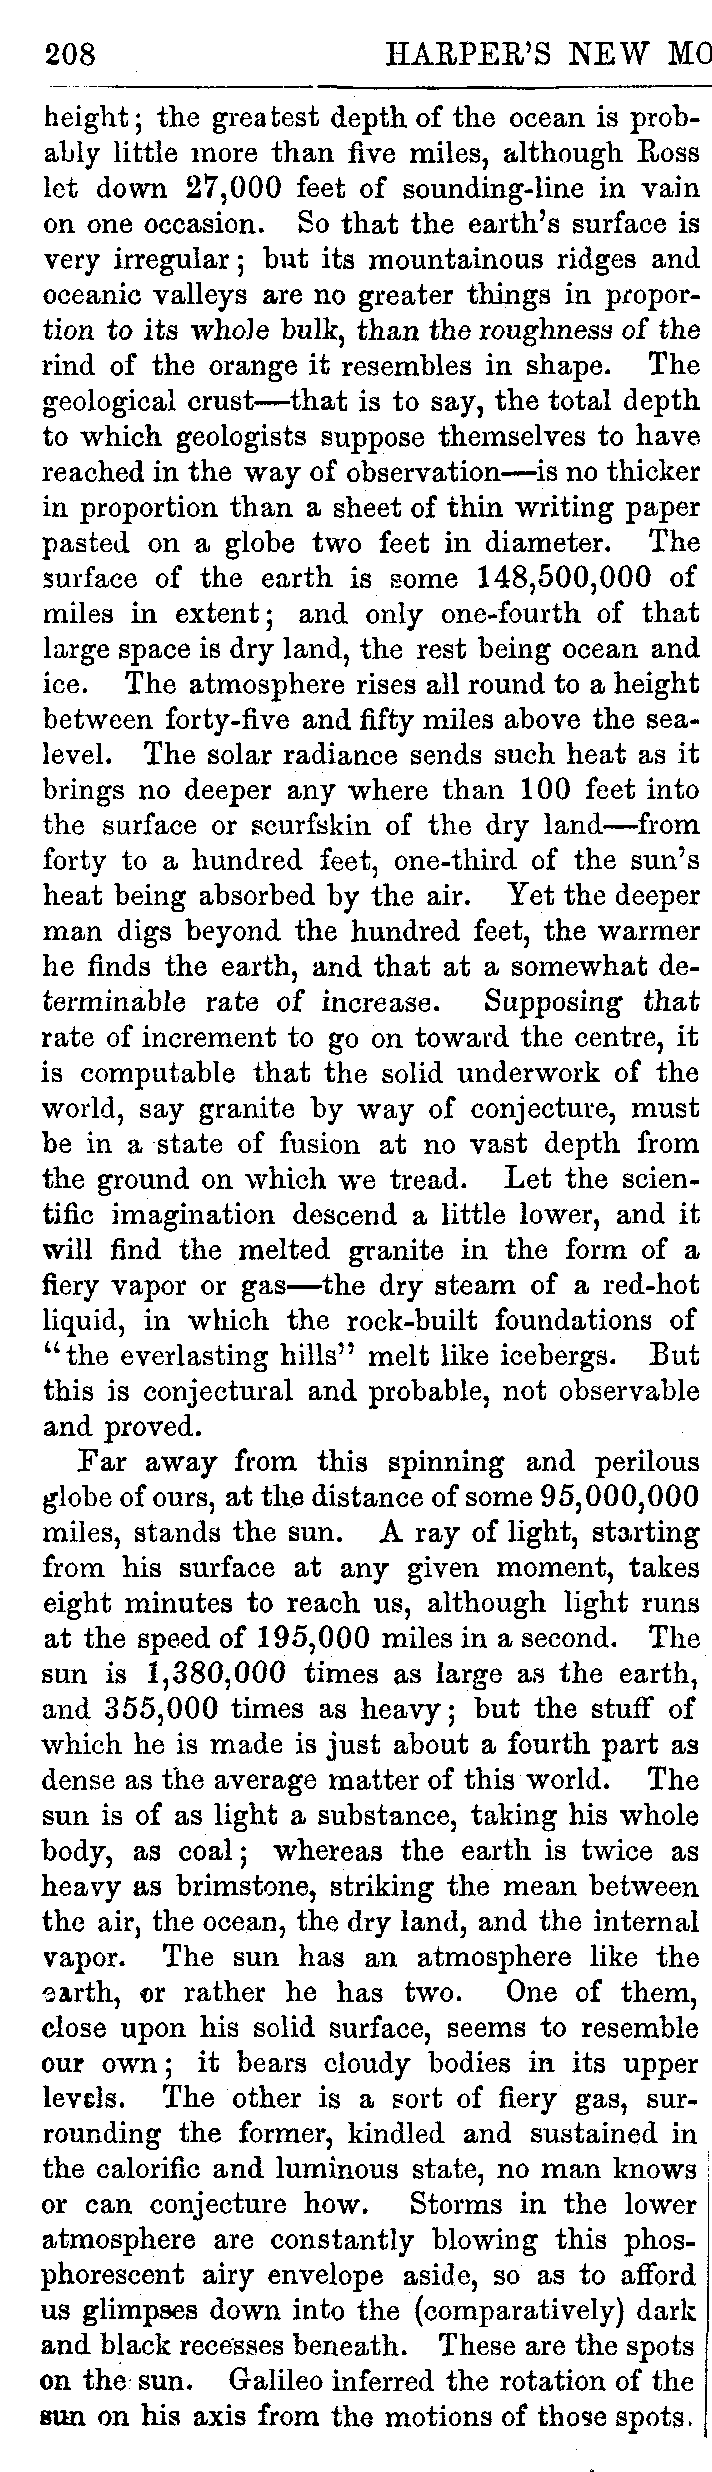 208 HARPER'S NEW MO
height; the greatest depth of the ocean is prob-
ably little more than five miles, although Ross
let down 27,000 feet of sounding-line in vain
on one occasion. So that the earth's surface is
very irregular; but its mountainous ridges and
oceanic valleys are no greater things in propor-
tion to its whole bulk, than the roughness of the
rind of the orange it resembles in shape. The
geological crust—that is to say, the total depth
to which geologists suppose themselves to have
reached in the way of observation—is no thicker
in proportion than a sheet of thin writing paper
pasted on a globe two feet in diameter. The
surface of the earth is some 148,500,000 of
miles in extent; and only one-fourth of that
large space is dry land, the rest being ocean and
ice. The atmosphere rises all round to a height
between forty-five and fifty miles above the sea-
level. The solar radiance sends such heat as it
brings no deeper any where than 100 feet into
the surface or scurfskin of the dry land—from
forty to a hundred feet, one-third of the sun's
heat being absorbed by the air. Yet the deeper
man digs beyond the hundred feet, the warmer
he finds the earth, and that at a somewhat de-
terminable rate of increase. Supposing that
rate of increment to go on toward the centre, it
is computable that the solid underwork of the
world, say granite by way of conjecture, must
be in a state of fusion at no vast depth from
the ground on which we tread. Let the scien-
tific imagination descend a little lower, and it
will find the melted granite in the form of a
fiery vapor or gas—the dry steam of a red-hot
liquid, in which the rock-built foundations of
"the everlasting hills" melt like icebergs. But
this is conjectural and probable, not observable
and proved.
Far away from this spinning and perilous
globe of ours, at the distance of some 95,000,000
miles, stands the sun. A ray of light, starting
from his surface at any given moment, takes
eight minutes to reach us, although light runs
at the speed of 195,000 miles in a second. The
sun is 1,380,000 times as large as the earth,
and 355,000 times as heavy; but the stuff of
which he is made is just about a fourth part as
dense as the average matter of this world. The
sun is of as light a substance, taking his whole
body, as coal; whereas the earth is twice as
heavy as brimstone, striking the mean between
the air, the ocean, the dry land, and the internal
vapor. The sun has an atmosphere like the
earth, or rather he has two. One of them,
close upon his solid surface, seems to resemble
our own; it bears cloudy bodies in its upper
levels. The other is a sort of fiery gas, sur-
rounding the former, kindled and sustained in
the calorific and luminous state, no man knows
or can conjecture how. Storms in the lower
atmosphere are constantly blowing this phos-
phorescent airy envelope aside, so as to afford
us glimpses down into the (comparatively) dark
and black recesses beneath. These are the spots
on the sun. Galileo inferred the rotation of the
sun on his axis from the motions of those spots.